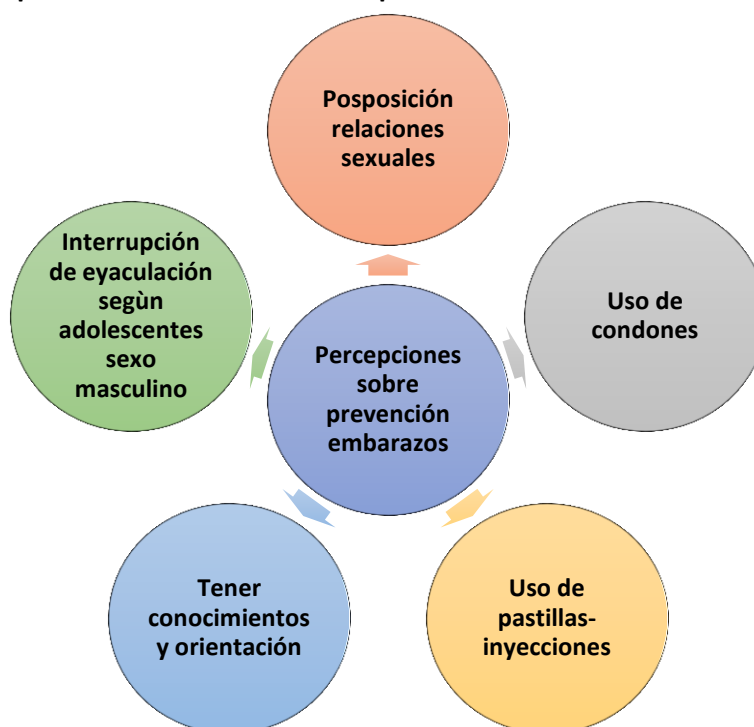 Posposición
relaciones
sexuales
Interrupción
de eyaculación
segùn
adolescentes
sexo
masculino
Percepciones
sobre
prevención
embarazos
Uso de
condones
Tener
conocimientos
y orientación
Uso de
pastillas-
inyecciones